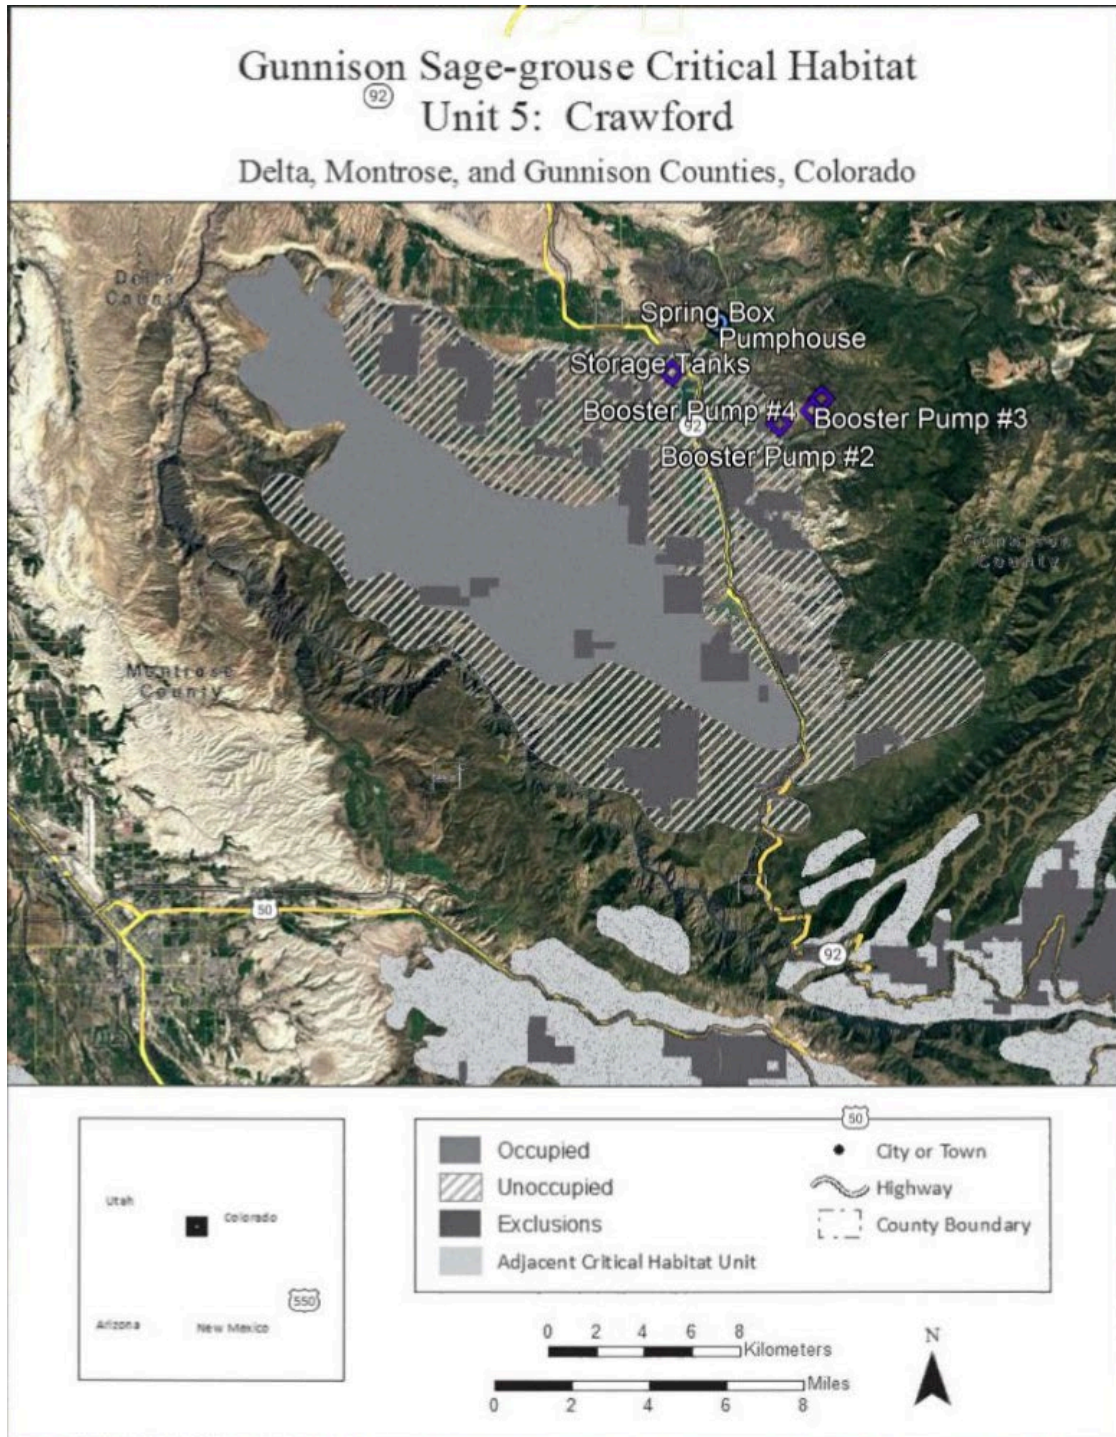 Gunnison Sage-grouse Critical Habitat
92
Unit 5: Crawford
Delta, Montrose, and Gunnison Counties, Colorado
Delta
County
Spring Box
Pumphouse
Storage Tanks
Booster Pump #4
Booster Pump #3
92
Booster Pump #2
County
Montrose
County
50
92
50
Occupied
Unoccupied
Exclusions
Adjacent Critical Habitat Unit
City or Town
Highway
County Boundary
Utah
Colorado
550
Arizona
New Mexico
0 2 4 6 8
Kilometers
Miles
0 2 4 6 8
N